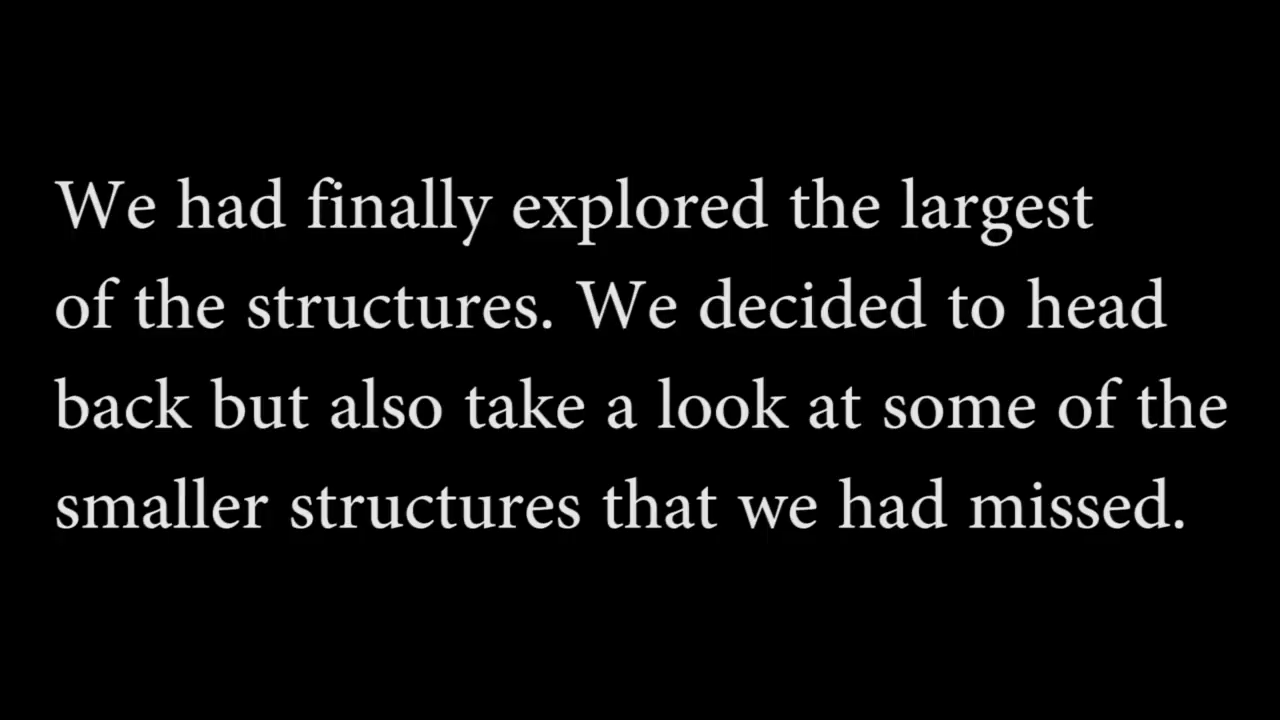 We had finally explored the largest
of the structures. We decided to head
back but also take a look at some of the
smaller structures that we had missed.